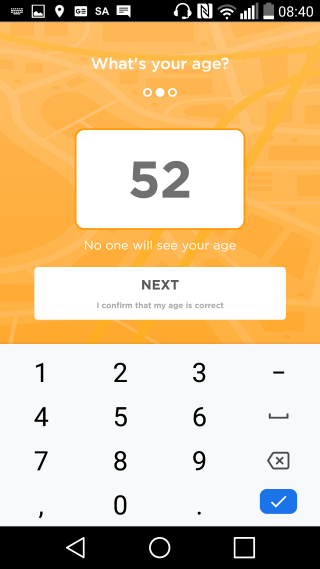 SA
08:40
What's your age?
52
No one will see your age
NEXT
I confirm that my age is correct
1 2 3 -
4 5 6
7 8 9
, 0 .